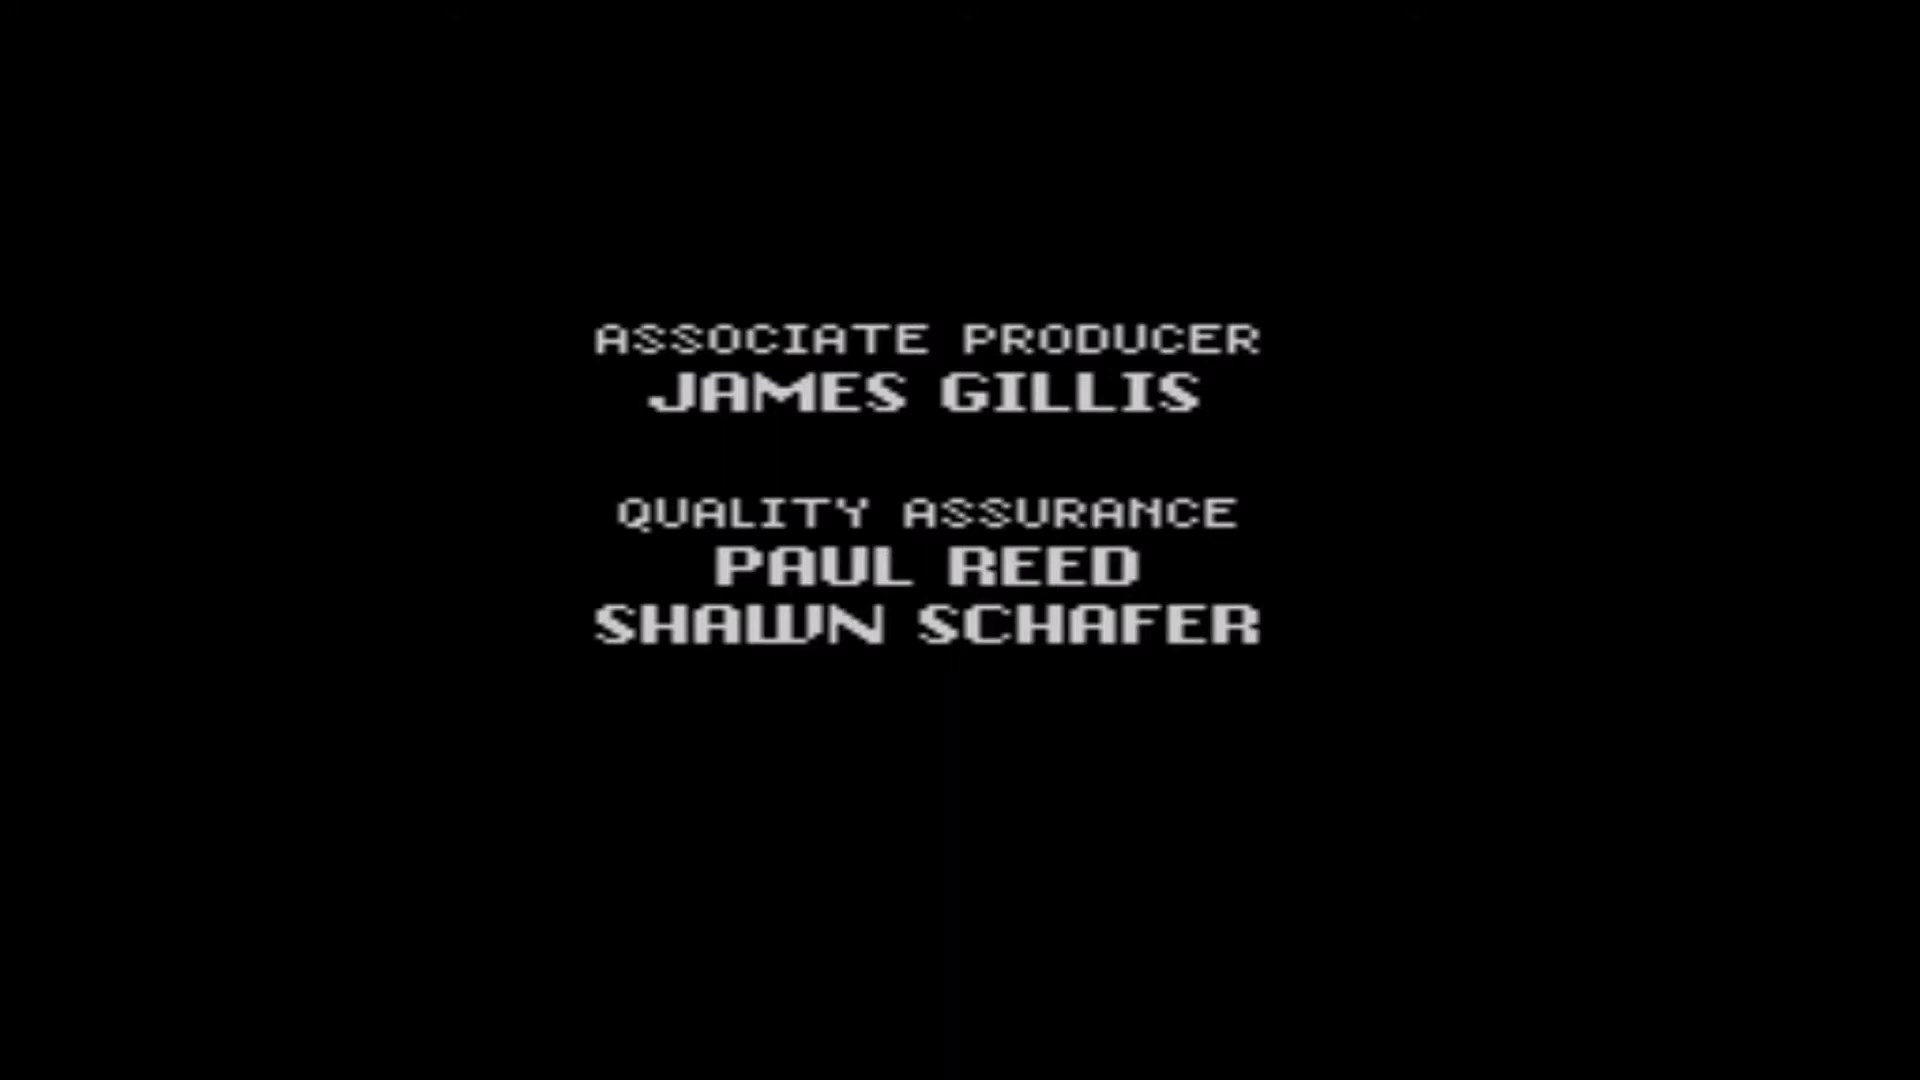 ASSOCIATE PRODUCER
JAMES GILLIS
QUALITY ASSURANCE
PAUL REED
SHAWN SCHAFER